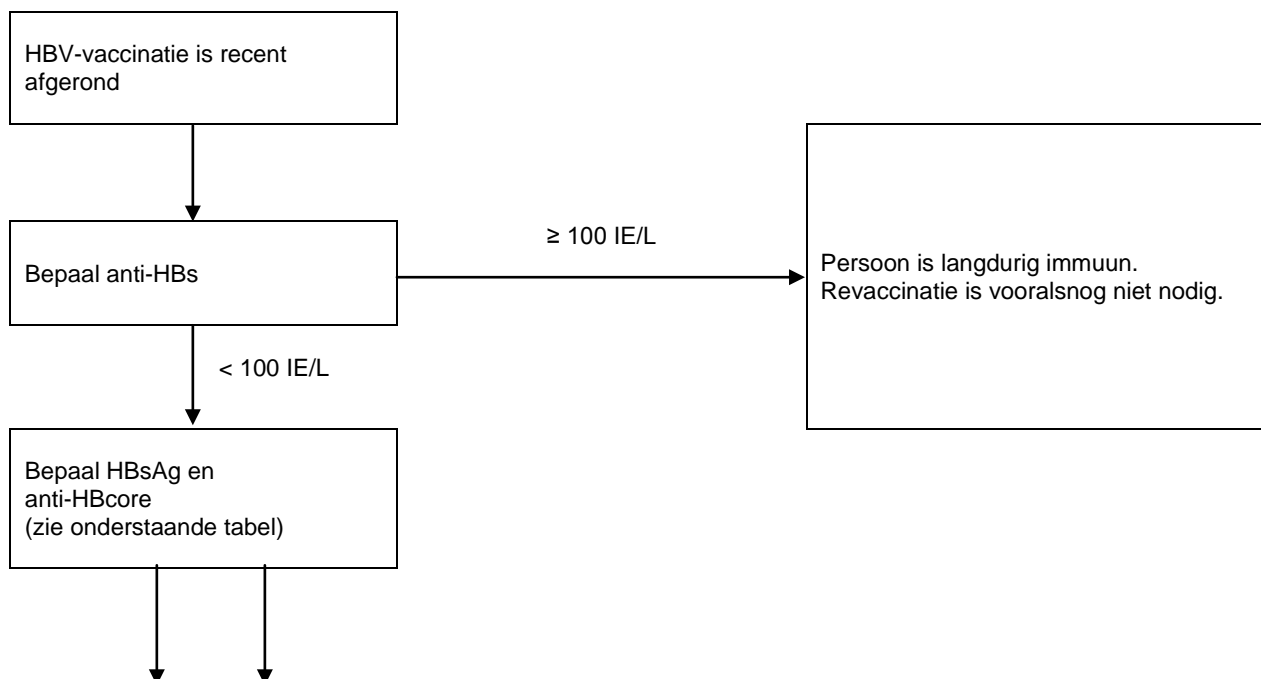 HBV-vaccinatie is recent
afgerond
≥ 100 IE/L
Bepaal anti-HBs
Persoon is langdurig immuun.
Revaccinatie is vooralsnog niet nodig.
< 100 IE/L
Bepaal HBsAg en
anti-HBcore
(zie onderstaande tabel)